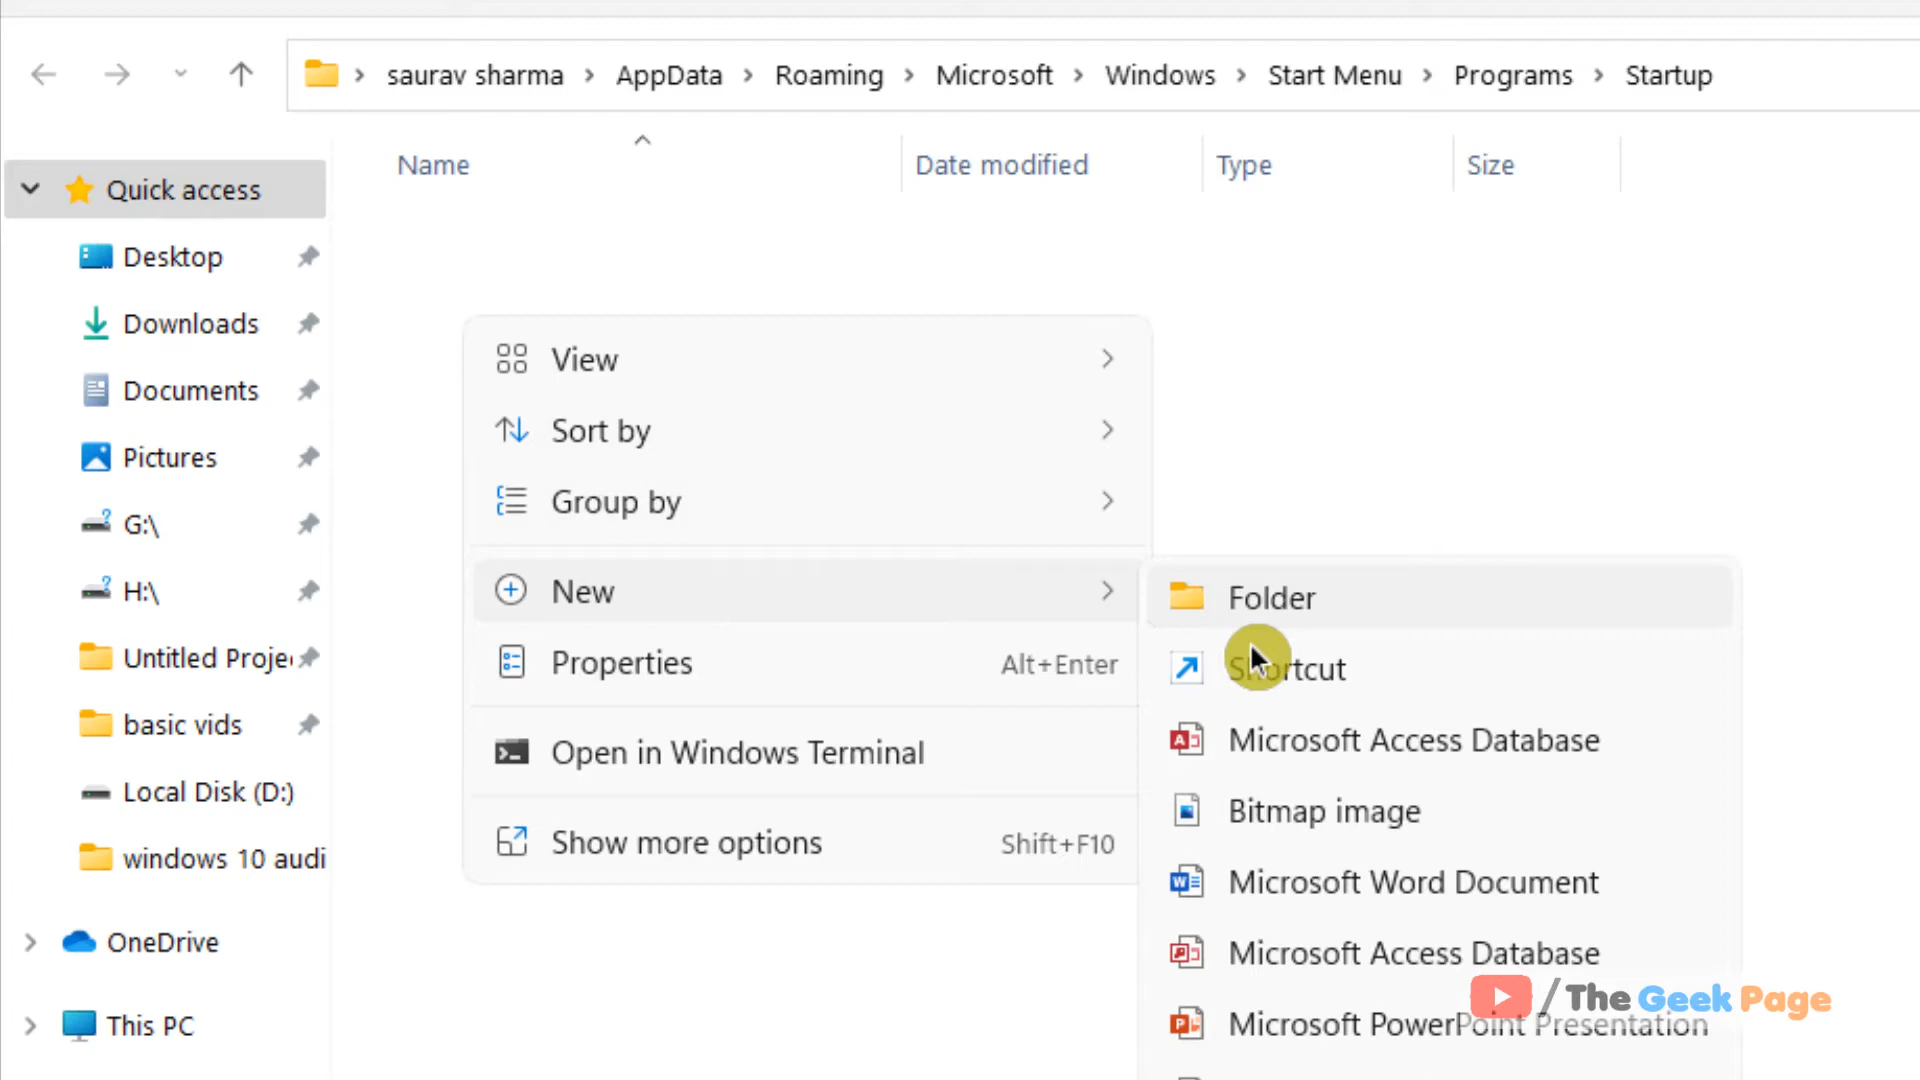 saurav sharma > AppData > Roaming > Microsoft > Windows > Start Menu > Programs > Startup
Name Date modified Type Size
Quick access
Desktop
Downloads
Documents
Pictures
G:\
H:\
Untitled Proje
basic vids
Local Disk (D:)
windows 10 audi
OneDrive
This PC
View
Sort by
Group by
New
Properties Alt+Enter
Open in Windows Terminal
Show more options Shift+F10
Folder
Shortcut
Microsoft Access Database
Bitmap image
Microsoft Word Document
Microsoft Access Database
Microsoft PowerPoint Presentation
/The Geek Page